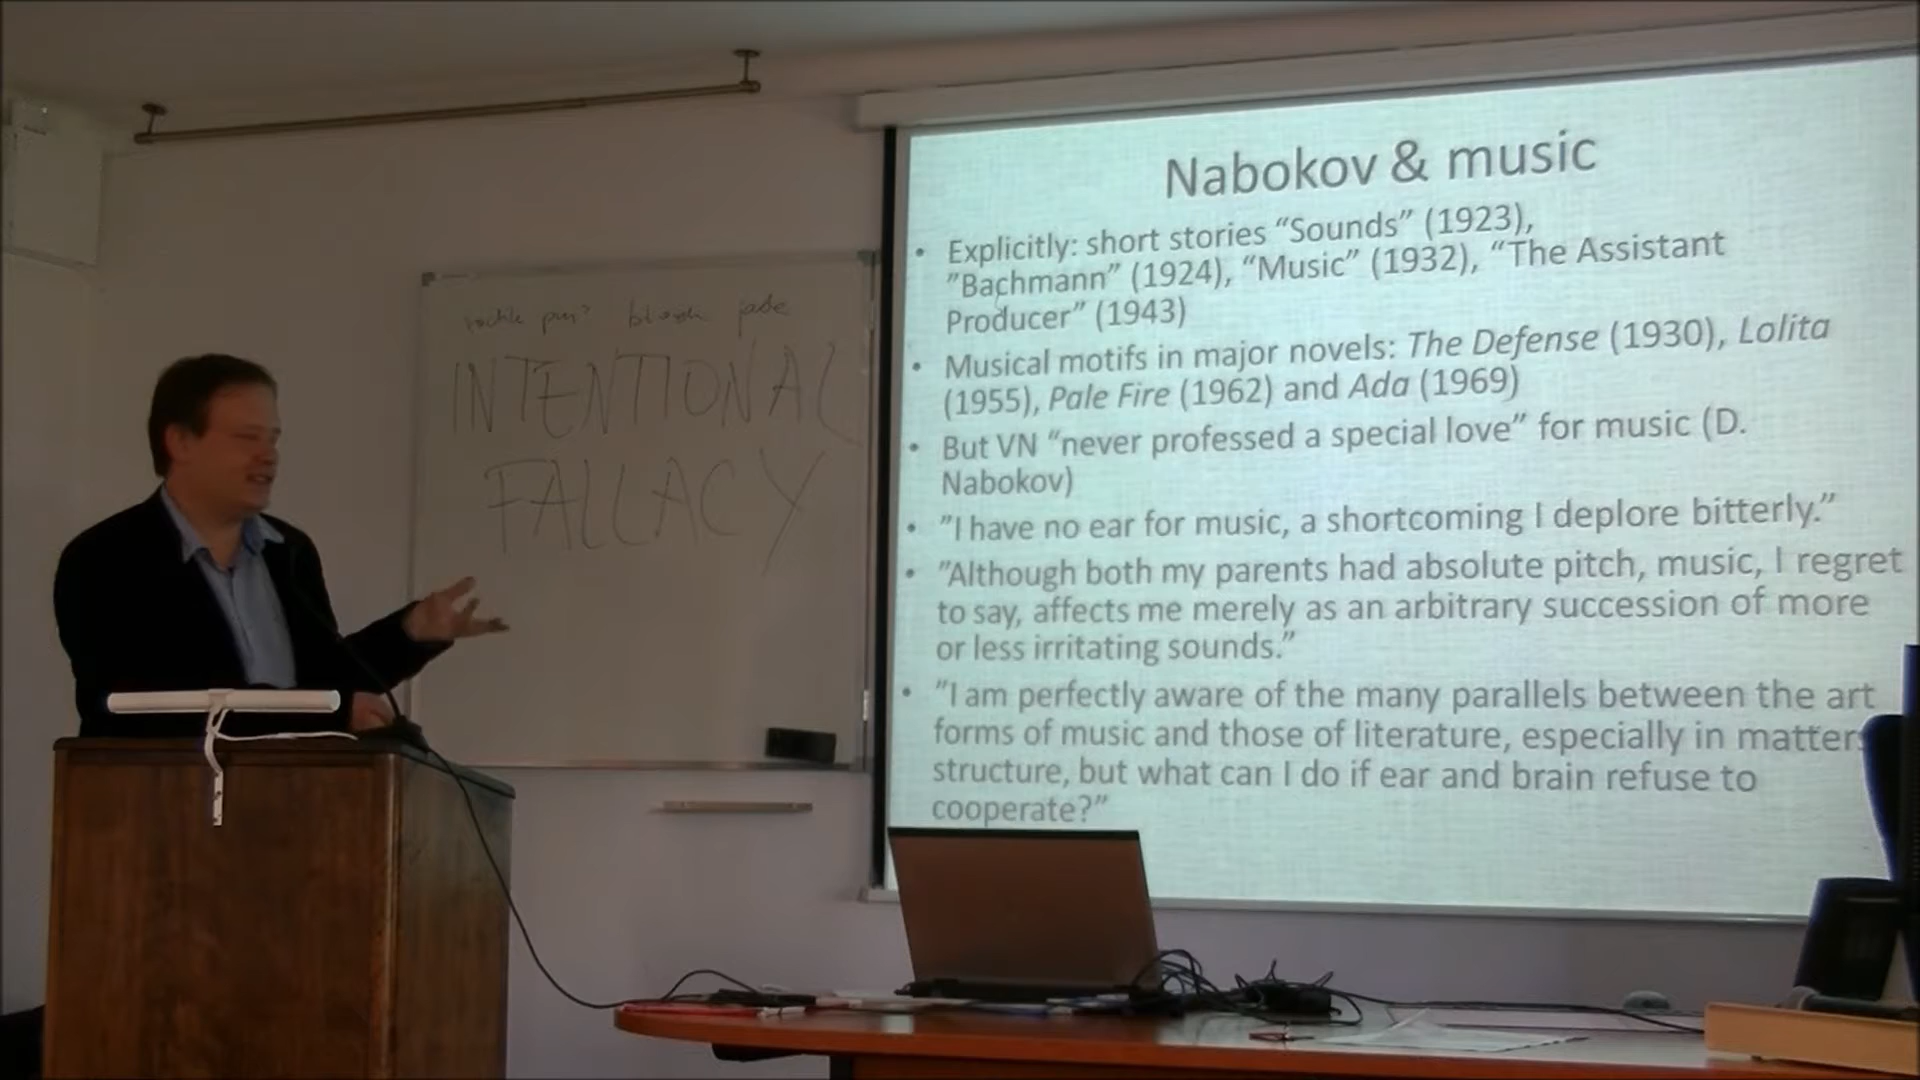 black jade
INTENTIONAL
FALLACY
Nabokov & music
• Explicitly: short stories “Sounds” (1923),
”Bachmann” (1924), “Music” (1932), “The Assistant
Producer” (1943)
• Musical motifs in major novels: The Defense (1930), Lolita
(1955), Pale Fire (1962) and Ada (1969)
• But VN “never professed a special love” for music (D.
Nabokov)
• ”I have no ear for music, a shortcoming I deplore bitterly.”
• ”Although both my parents had absolute pitch, music, I regret
to say, affects me merely as an arbitrary succession of more
or less irritating sounds.”
• ”I am perfectly aware of the many parallels between the art
forms of music and those of literature, especially in matters
structure, but what can I do if ear and brain refuse to
cooperate?”